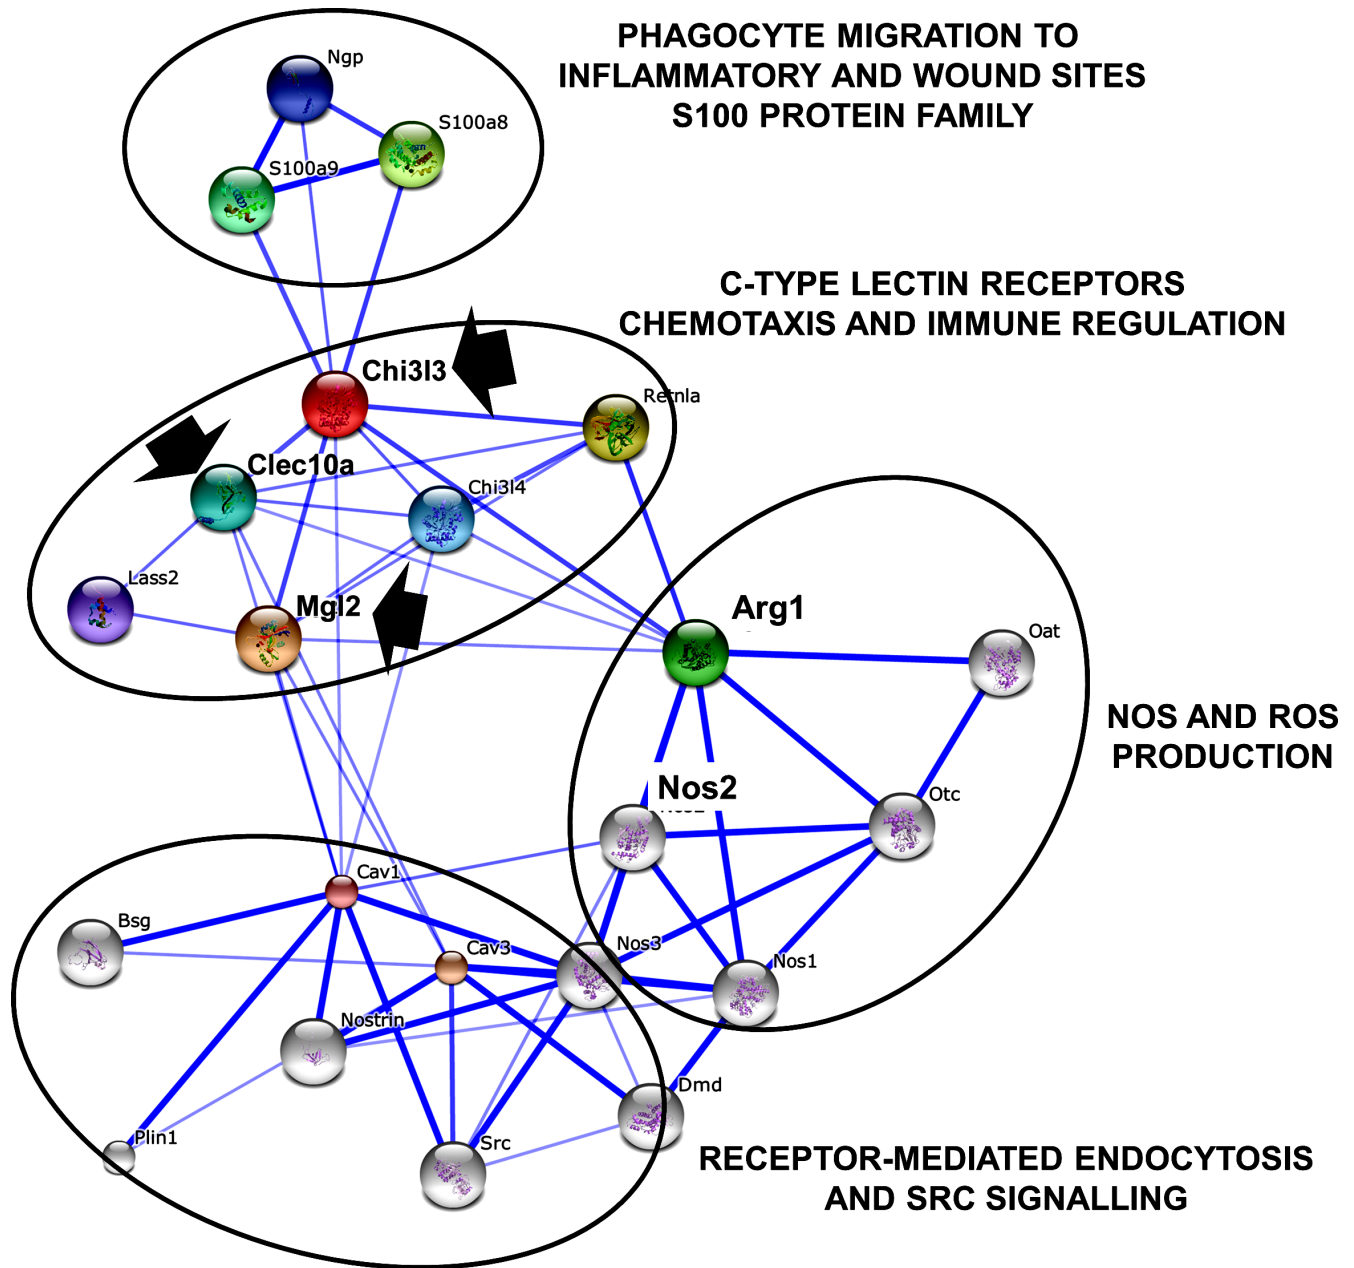 PHAGOCYTE MIGRATION TO
INFLAMMATORY AND WOUND SITES
S100 PROTEIN FAMILY
Ngp
S100a8
S100a9
C-TYPE LECTIN RECEPTORS
CHEMOTAXIS AND IMMUNE REGULATION
Chi3l3
Retnla
Clec10a
Chi3l4
Lass2
Mgl2
Arg1
Oat
NOS AND ROS
PRODUCTION
Nos2
Otc
Cav1
Bsg
Cav3
Nos3
Nos1
Nostrin
Dmd
Plin1
Src
RECEPTOR-MEDIATED ENDOCYTOSIS
AND SRC SIGNALLING